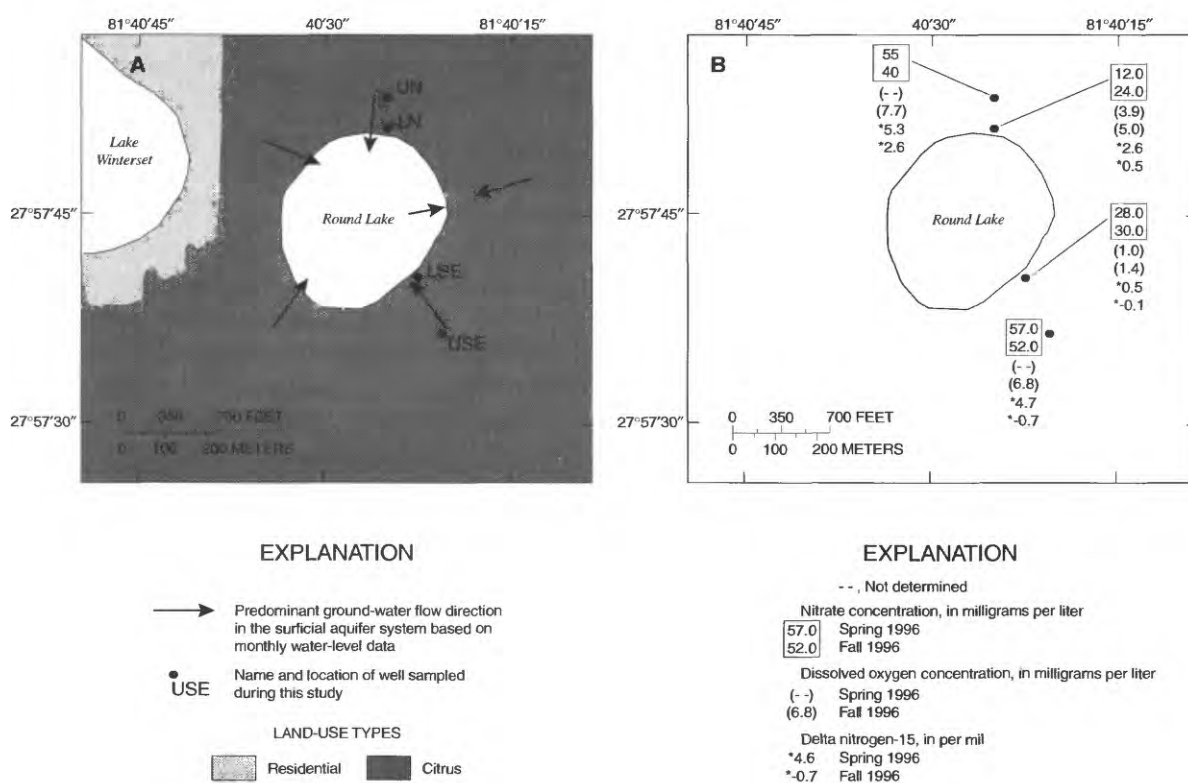 81°40′45″ 40′30″ 81°40′15″
A
UN
LN
Lake
Winterset
27°57′45″
Round Lake
LSE
USE
27°57′30″
0 350 700 FEET
0 100 200 METERS
EXPLANATION
Predominant ground-water flow direction
in the surficial aquifer system based on
monthly water-level data
USE
Name and location of well sampled
during this study
LAND-USE TYPES
Residential
Citrus
81°40′45″ 40′30″ 81°40′15″
B
55
40
(- -)
(7.7)
*5.3
*2.6
12.0
24.0
(3.9)
(5.0)
*2.6
*0.5
27°57′45″
Round Lake
28.0
30.0
(1.0)
(1.4)
*0.5
*-0.1
57.0
52.0
(- -)
(6.8)
*4.7
*-0.7
27°57′30″
0 350 700 FEET
0 100 200 METERS
EXPLANATION
- -, Not determined
Nitrate concentration, in milligrams per liter
57.0 Spring 1996
52.0 Fall 1996
Dissolved oxygen concentration, in milligrams per liter
(- -) Spring 1996
(6.8) Fall 1996
Delta nitrogen-15, in per mil
*4.6 Spring 1996
*-0.7 Fall 1996